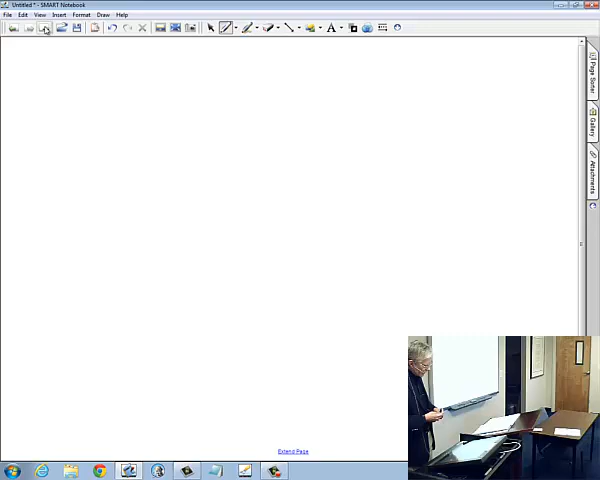 Untitled * - SMART Notebook
File Edit View Insert Format Draw Help
A
Page Sorter
Gallery
Attachments
Extend Page